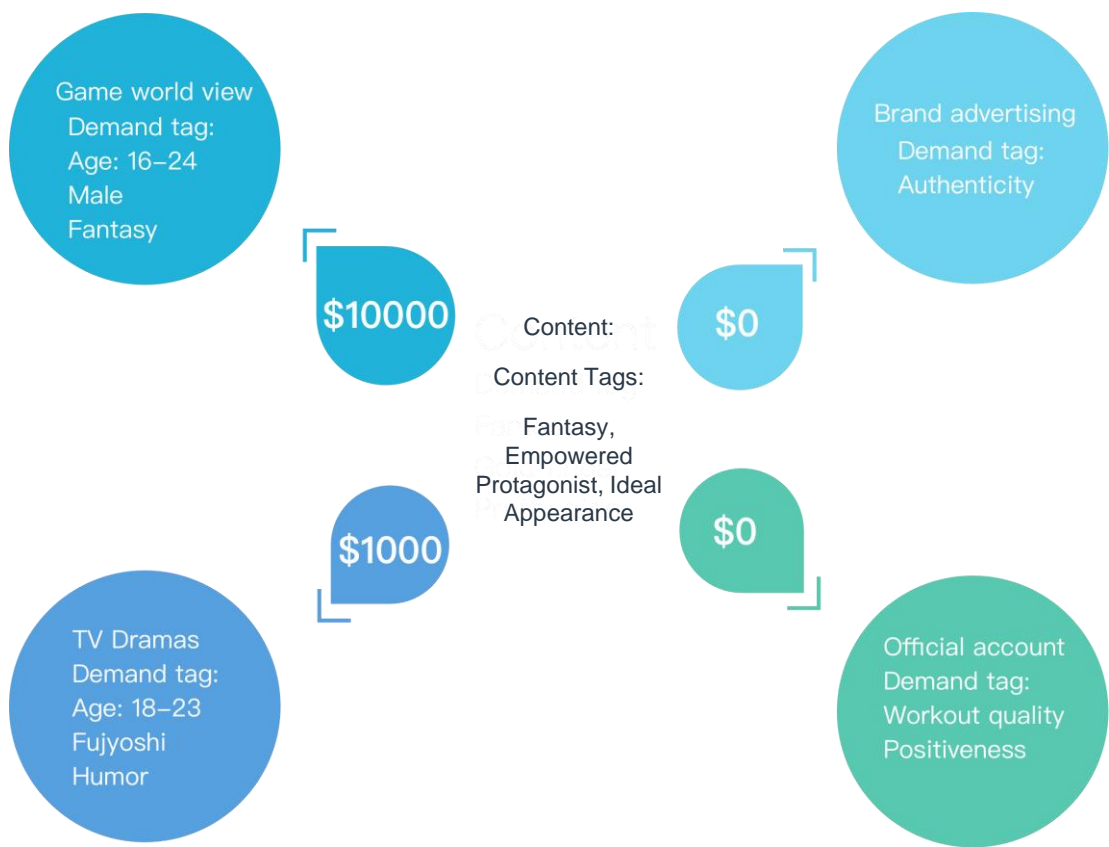 Game world view
Demand tag:
Age: 16–24
Male
Fantasy
Brand advertising
Demand tag:
Authenticity
$10000
$0
Content:
Content Tags:
Fantasy,
Empowered
Protagonist, Ideal
Appearance
$1000
$0
TV Dramas
Demand tag:
Age: 18–23
Fujyoshi
Humor
Official account
Demand tag:
Workout quality
Positiveness